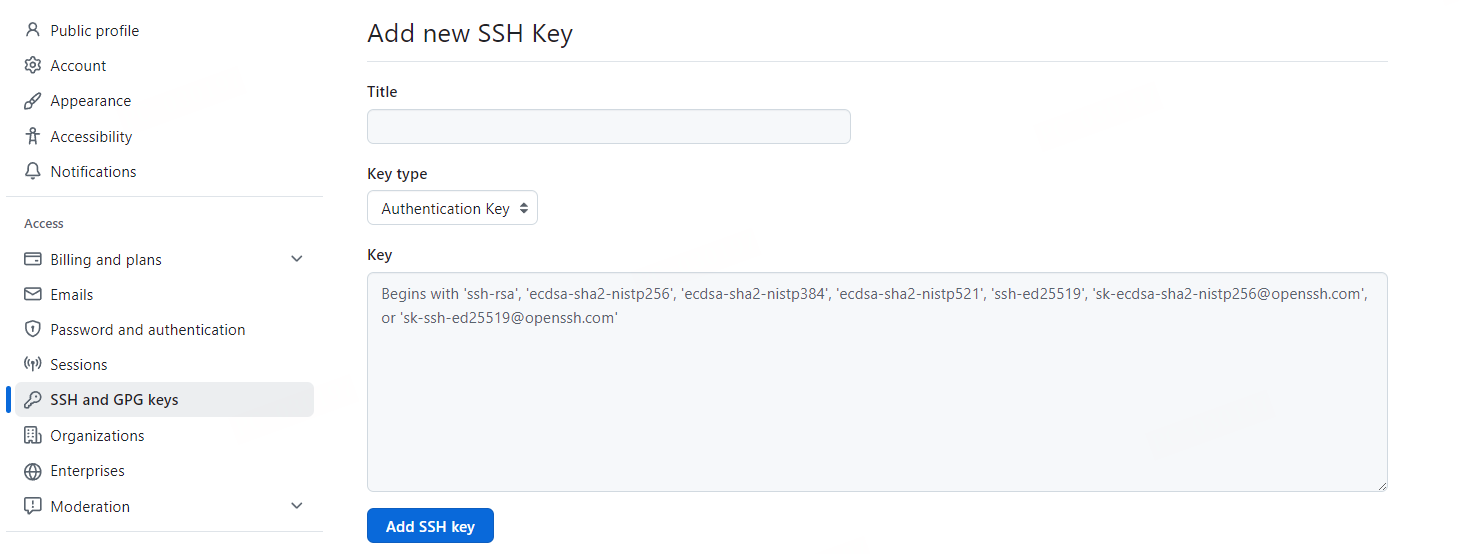 Public profile
Account
Appearance
Accessibility
Notifications
Access
Billing and plans
Emails
Password and authentication
Sessions
SSH and GPG keys
Organizations
Enterprises
Moderation
Add new SSH Key
Title
Key type
Authentication Key
Key
Begins with 'ssh-rsa', 'ecdsa-sha2-nistp256', 'ecdsa-sha2-nistp384', 'ecdsa-sha2-nistp521', 'ssh-ed25519', 'sk-ecdsa-sha2-nistp256@openssh.com',
or 'sk-ssh-ed25519@openssh.com'
Add SSH key